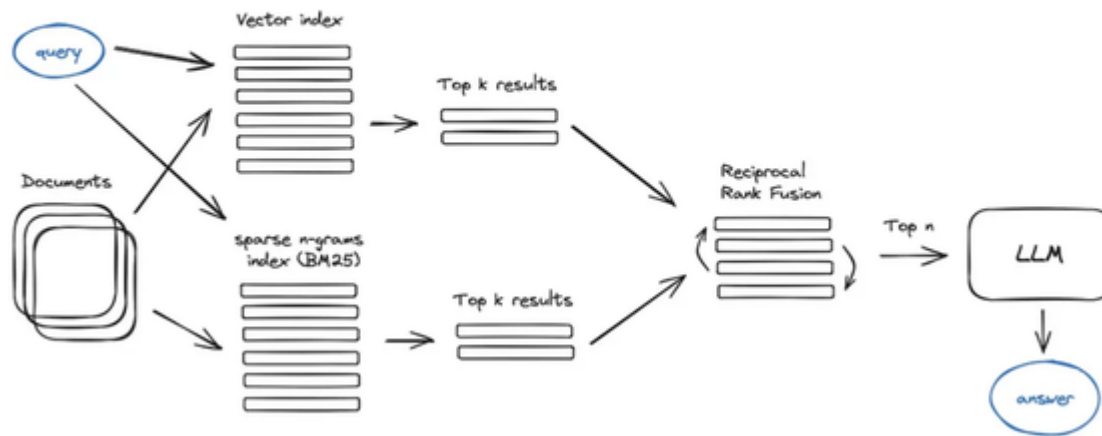 Vector index
query
Top k results
Documents
Reciprocal
Rank Fusion
sparse n-grams
index (BM25)
Top n
LLM
Top k results
answer